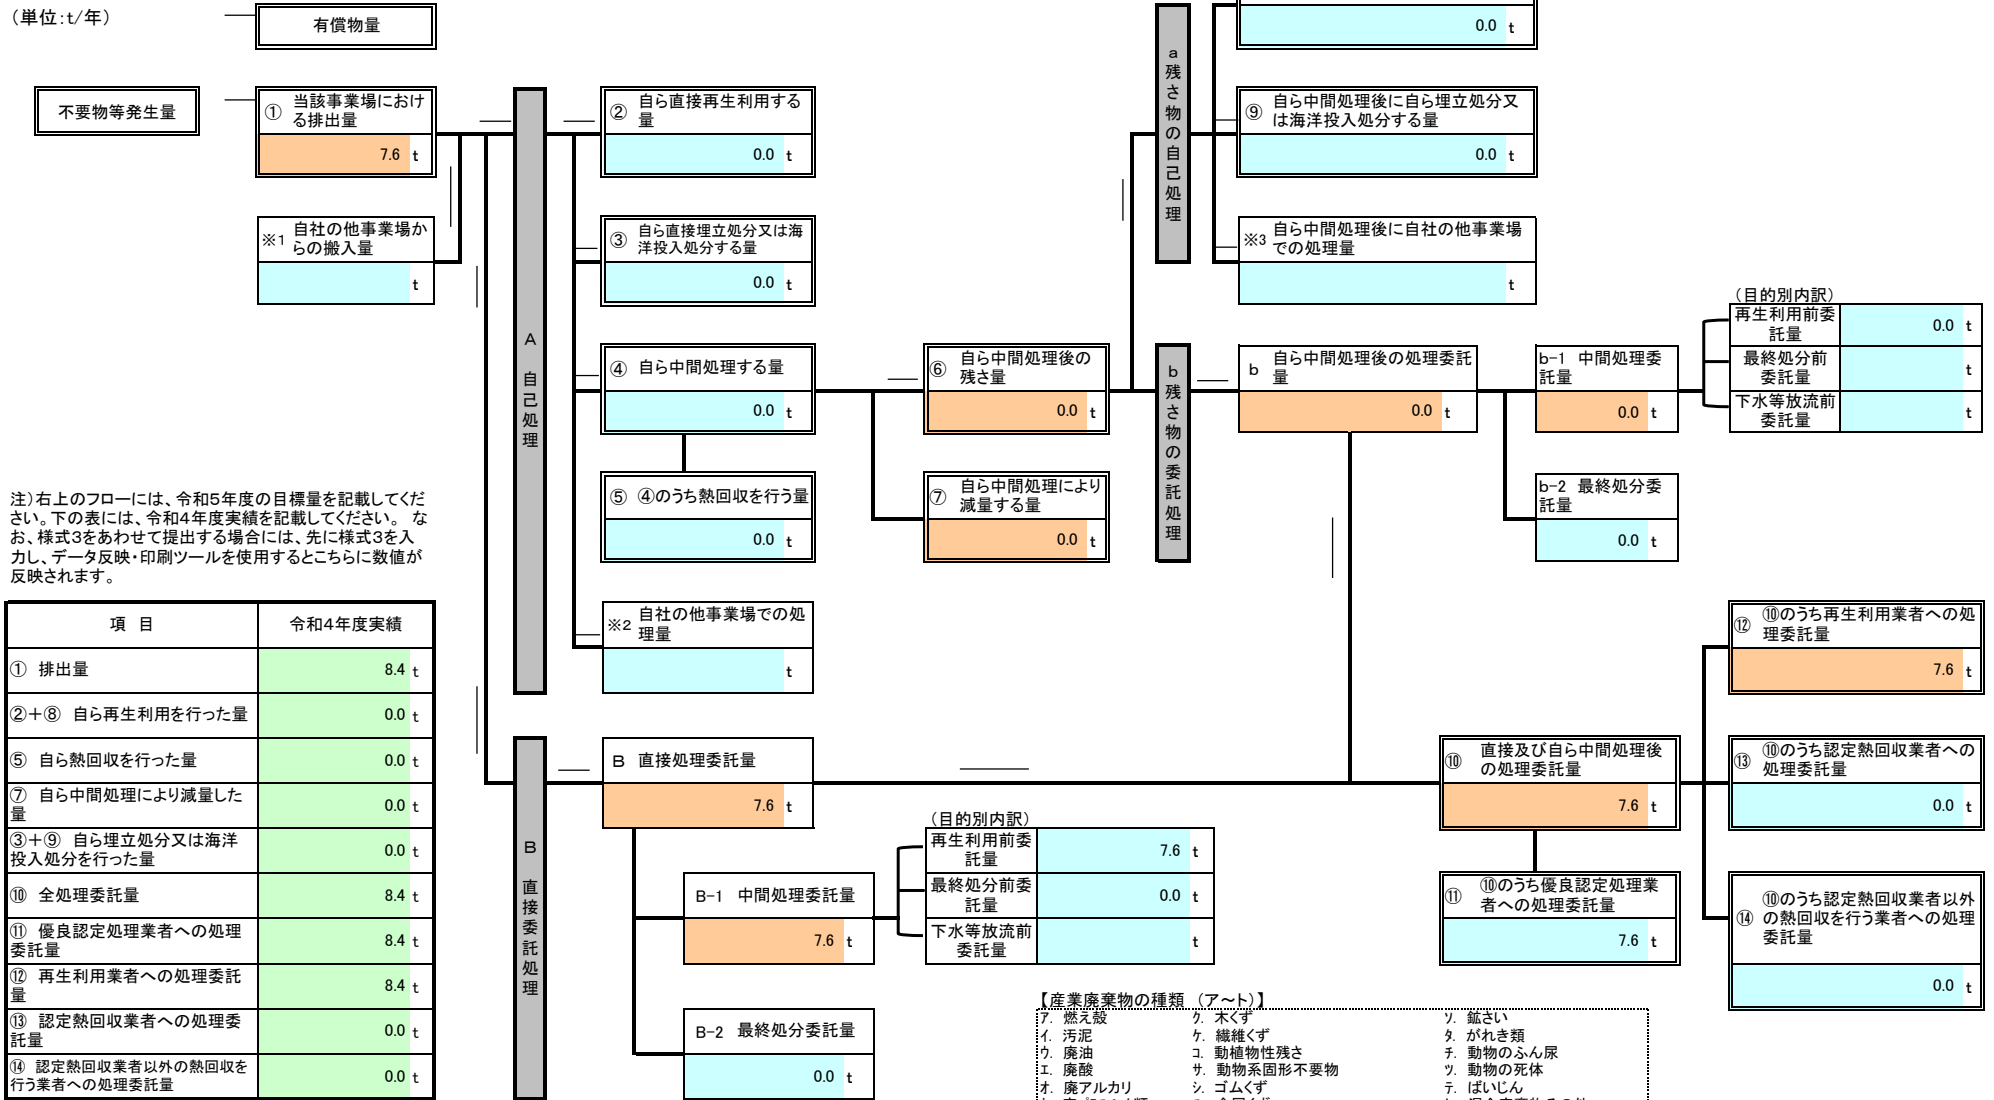 （単位:t/年）
有償物量
0.0 t
不要物等発生量
① 当該事業場におけ
る排出量
7.6 t
※1 自社の他事業場か
らの搬入量
t
A 自己処理
② 自ら直接再生利用する
量
0.0 t
③ 自ら直接埋立処分又は海
洋投入処分する量
0.0 t
④ 自ら中間処理する量
0.0 t
⑤ ④のうち熱回収を行う量
0.0 t
※2 自社の他事業場での処
理量
t
⑥ 自ら中間処理後の
残さ量
0.0 t
⑦ 自ら中間処理により
減量する量
0.0 t
a 残さ物の自己処理
⑨ 自ら中間処理後に自ら埋立処分又
は海洋投入処分する量
0.0 t
※3 自ら中間処理後に自社の他事業場
での処理量
t
b 残さ物の委託処理
b 自ら中間処理後の処理委託
量
0.0 t
b-1 中間処理委
託量
0.0 t
b-2 最終処分委
託量
0.0 t
（目的別内訳）
再生利用前委
託量
0.0 t
最終処分前
委託量
t
下水等放流前
委託量
t
注）右上のフローには、令和5年度の目標量を記載してくだ
さい。下の表には、令和4年度実績を記載してください。 な
お、様式3をあわせて提出する場合には、先に様式3を入
力し、データ反映・印刷ツールを使用するとこちらに数値が
反映されます。
項 目 令和4年度実績
① 排出量 8.4 t
②＋⑧ 自ら再生利用を行った量 0.0 t
⑤ 自ら熱回収を行った量 0.0 t
⑦ 自ら中間処理により減量した
量 0.0 t
③＋⑨ 自ら埋立処分又は海洋
投入処分を行った量 0.0 t
⑩ 全処理委託量 8.4 t
⑪ 優良認定処理業者への処理
委託量 8.4 t
⑫ 再生利用業者への処理委託
量 8.4 t
⑬ 認定熱回収業者への処理委
託量 0.0 t
⑭ 認定熱回収業者以外の熱回収を
行う業者への処理委託量 0.0 t
B 直接委託処理
B 直接処理委託量
7.6 t
B-1 中間処理委託量
7.6 t
B-2 最終処分委託量
0.0 t
（目的別内訳）
再生利用前委
託量
7.6 t
最終処分前委
託量
0.0 t
下水等放流前
委託量
t
⑩ 直接及び自ら中間処理後
の処理委託量
7.6 t
⑪ ⑩のうち優良認定処理業
者への処理委託量
7.6 t
⑫ ⑩のうち再生利用業者への処
理委託量
7.6 t
⑬ ⑩のうち認定熱回収業者への
処理委託量
0.0 t
⑭ ⑩のうち認定熱回収業者以外
の熱回収を行う業者への処理
委託量
0.0 t
【産業廃棄物の種類 （ア～ト）】
ア. 燃え殻 ク. 木くず ソ. 鉱さい
イ. 汚泥 ケ. 繊維くず タ. がれき類
ウ. 廃油 コ. 動植物性残さ チ. 動物のふん尿
エ. 廃酸 サ. 動物系固形不要物 ツ. 動物の死体
オ. 廃アルカリ シ. ゴムくず テ. ばいじん